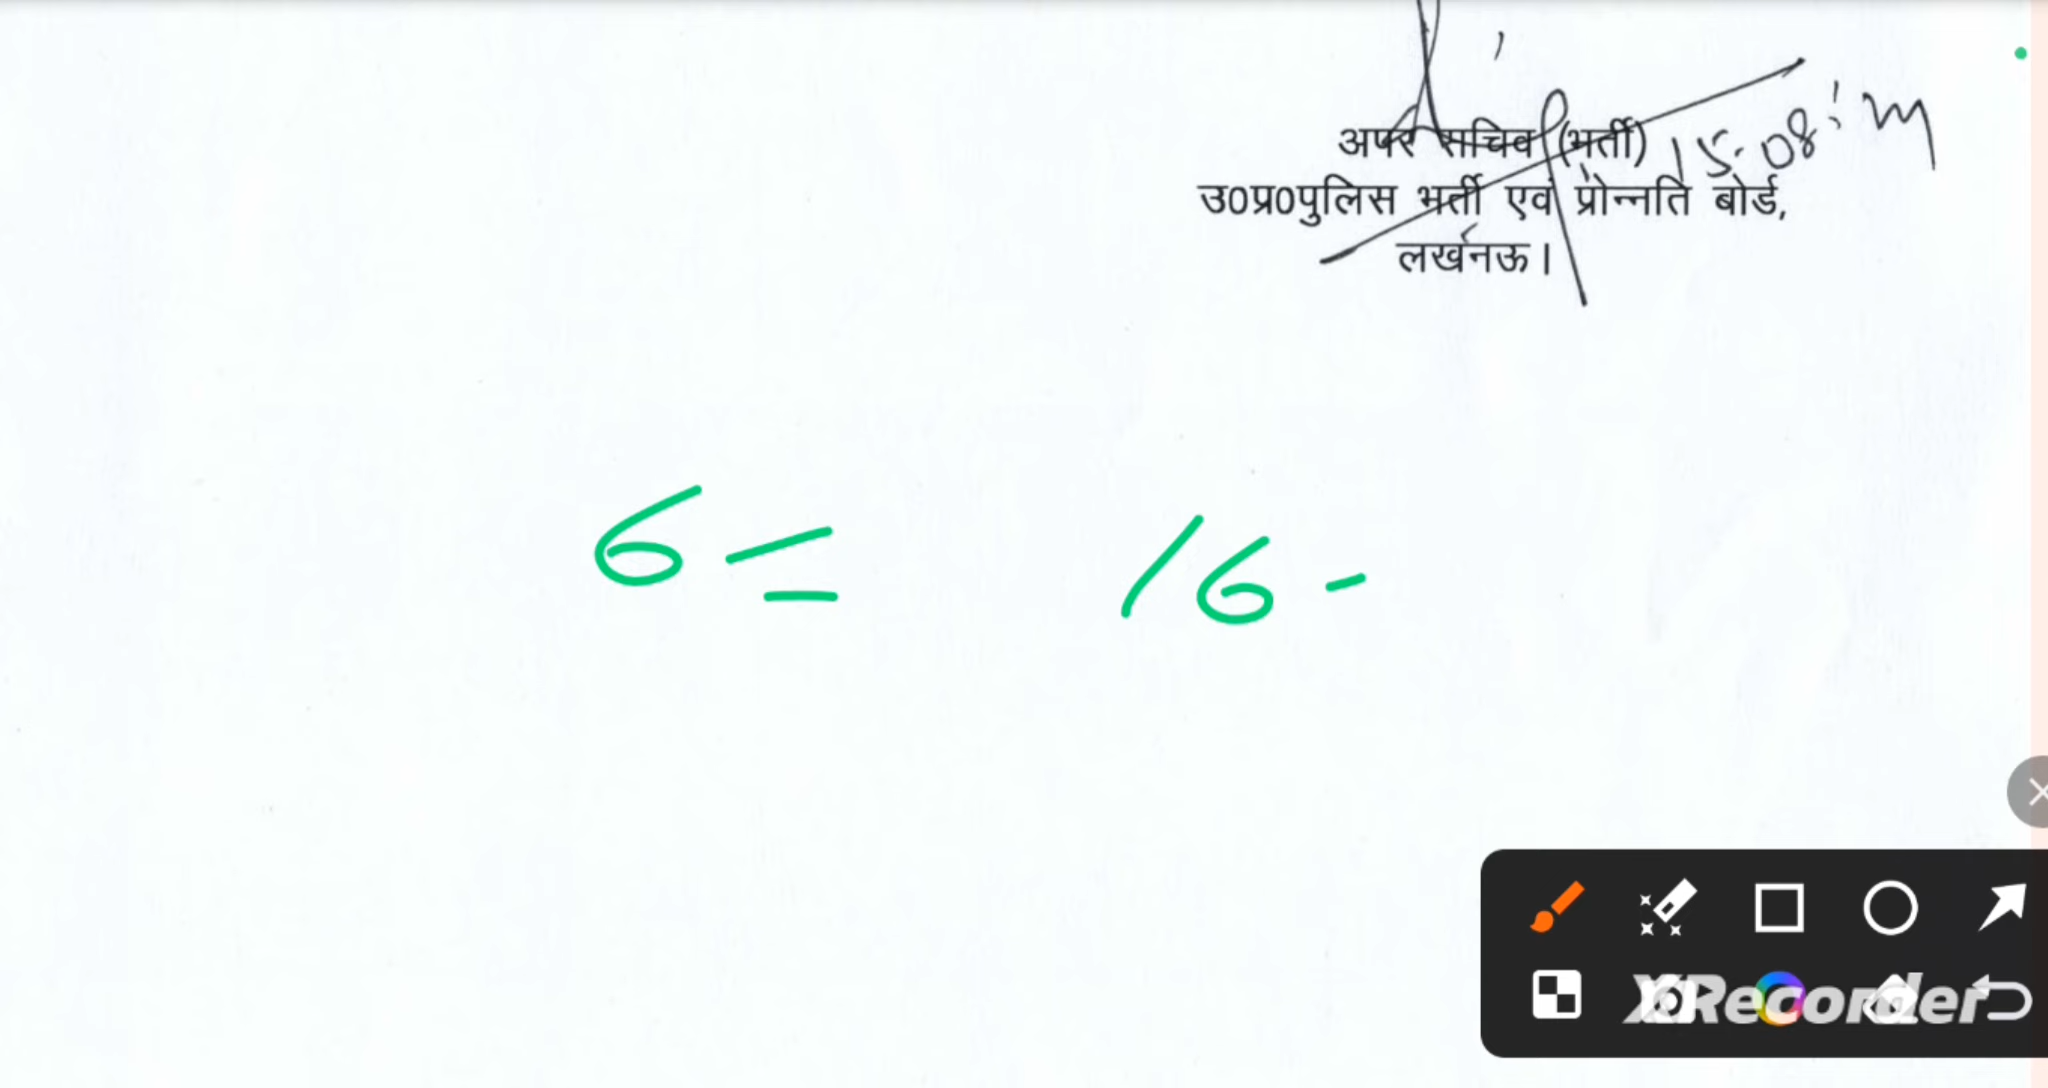 अपर सचिव (भर्ती) 15.08.
उ0प्र0पुलिस भर्ती एवं प्रोन्नति बोर्ड,
लखनऊ।
6 = 16 -
XRecorder